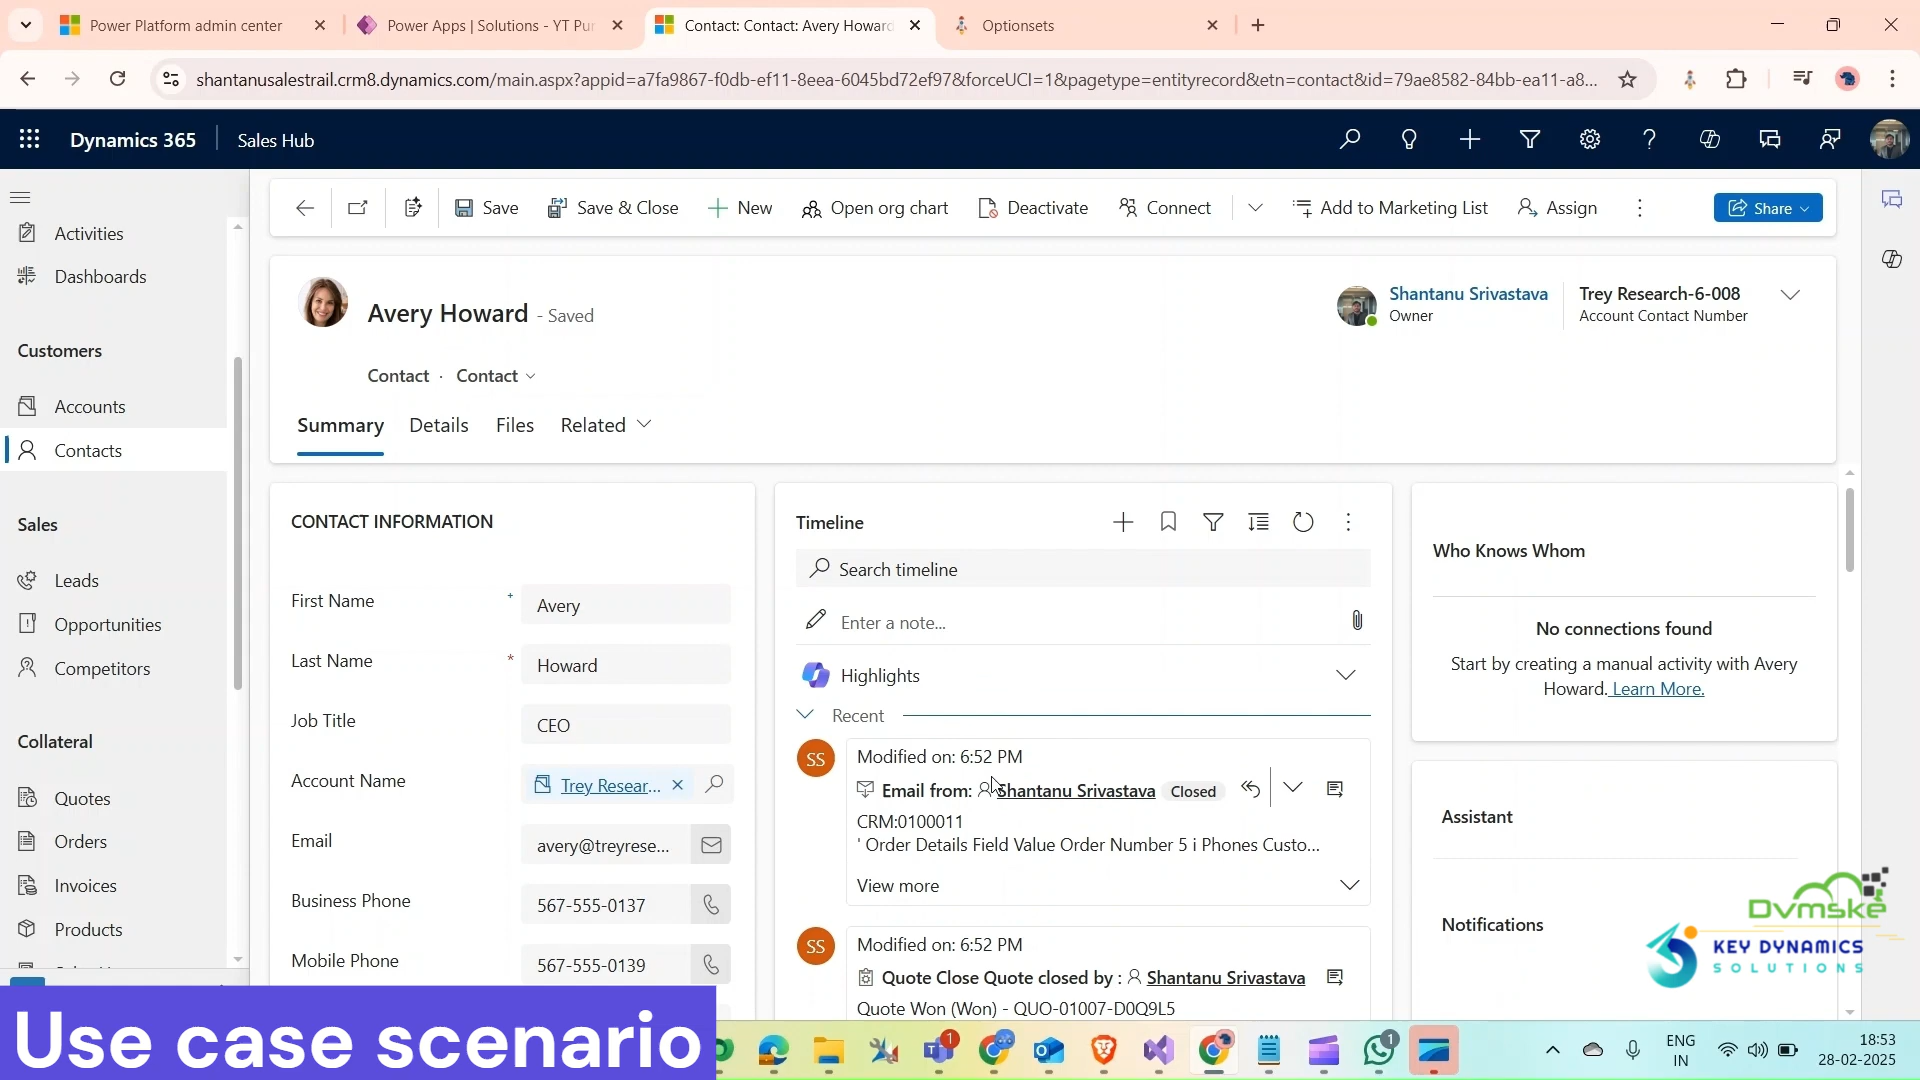 Power Platform admin center
Power Apps | Solutions - YT Pur
Contact: Contact: Avery Howard
Optionsets
shantanusalestrail.crm8.dynamics.com/main.aspx?appid=a7fa9867-f0db-ef11-8eea-6045bd72ef97&forceUCI=1&pagetype=entityrecord&etn=contact&id=79ae8582-84bb-ea11-a8...
Dynamics 365
Sales Hub
Save
Save & Close
New
Open org chart
Deactivate
Connect
Add to Marketing List
Assign
Share
Activities
Dashboards
Customers
Accounts
Contacts
Sales
Leads
Opportunities
Competitors
Collateral
Quotes
Orders
Invoices
Products
Avery Howard - Saved
Contact · Contact
Shantanu Srivastava
Owner
Trey Research-6-008
Account Contact Number
Summary
Details
Files
Related
CONTACT INFORMATION
First Name + Avery
Last Name * Howard
Job Title CEO
Account Name Trey Resear...
Email avery@treyrese...
Business Phone 567-555-0137
Mobile Phone 567-555-0139
Timeline
Search timeline
Enter a note...
Highlights
Recent
SS
Modified on: 6:52 PM
Email from: Shantanu Srivastava Closed
CRM:0100011
' Order Details Field Value Order Number 5 i Phones Custo...
View more
SS
Modified on: 6:52 PM
Quote Close Quote closed by : Shantanu Srivastava
Quote Won (Won) - QUO-01007-D0Q9L5
Who Knows Whom
No connections found
Start by creating a manual activity with Avery
Howard. Learn More.
Assistant
Notifications
Dvmske
KEY DYNAMICS
SOLUTIONS
Use case scenario
1
1
ENG
IN
18:53
28-02-2025